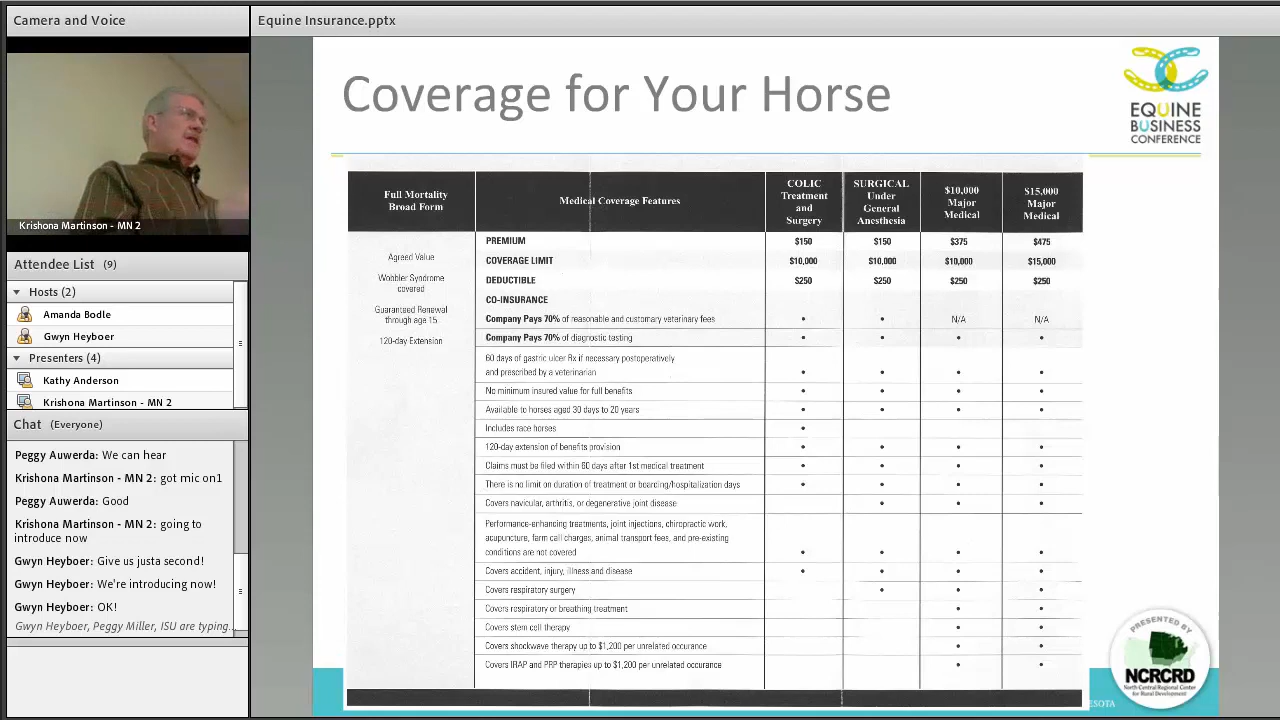 Camera and Voice
Equine Insurance.pptx
Krishona Martinson - MN 2
Attendee List (9)
Hosts (2)
Amanda Bodle
Gwyn Heyboer
Presenters (4)
Kathy Anderson
Krishona Martinson - MN 2
Chat (Everyone)
Peggy Auwerda: We can hear
Krishona Martinson - MN 2: got mic on1
Peggy Auwerda: Good
Krishona Martinson - MN 2: going to
introduce now
Gwyn Heyboer: Give us justa second!
Gwyn Heyboer: We're introducing now!
Gwyn Heyboer: OK!
Gwyn Heyboer, Peggy Miller, ISU are typing...
Coverage for Your Horse
EQUINE
BUSINESS
CONFERENCE
Full Mortality
Broad Form
Medical Coverage Features
COLIC
Treatment
and
Surgery
SURGICAL
Under
General
Anesthesia
$10,000
Major
Medical
$15,000
Major
Medical
Agreed Value
Wobbler Syndrome
covered
Guaranteed Renewal
through age 15
120-day Extension
PREMIUM $150 $150 $375 $475
COVERAGE LIMIT $10,000 $10,000 $10,000 $15,000
DEDUCTIBLE $250 $250 $250 $250
CO-INSURANCE
Company Pays 70% of reasonable and customary veterinary fees • • N/A N/A
Company Pays 70% of diagnostic testing • • • •
60 days of gastric ulcer Rx if necessary postoperatively
and prescribed by a veterinarian • • • •
No minimum insured value for full benefits • • • •
Available to horses aged 30 days to 20 years • • • •
Includes race horses •
120-day extension of benefits provision • • • •
Claims must be filed within 60 days after 1st medical treatment • • • •
There is no limit on duration of treatment or boarding/hospitalization days • • • •
Covers navicular, arthritis, or degenerative joint disease • • •
Performance-enhancing treatments, joint injections, chiropractic work,
acupuncture, farm call charges, animal transport fees, and pre-existing
conditions are not covered • • • •
Covers accident, injury, illness and disease • • • •
Covers respiratory surgery • • •
Covers respiratory or breathing treatment • •
Covers stem cell therapy • •
Covers shockwave therapy up to $1,200 per unrelated occurance • •
Covers IRAP and PRP therapies up to $1,200 per unrelated occurance • •
PRESENTED BY
NCRCRD
North Central Regional Center
for Rural Development
ESOTA